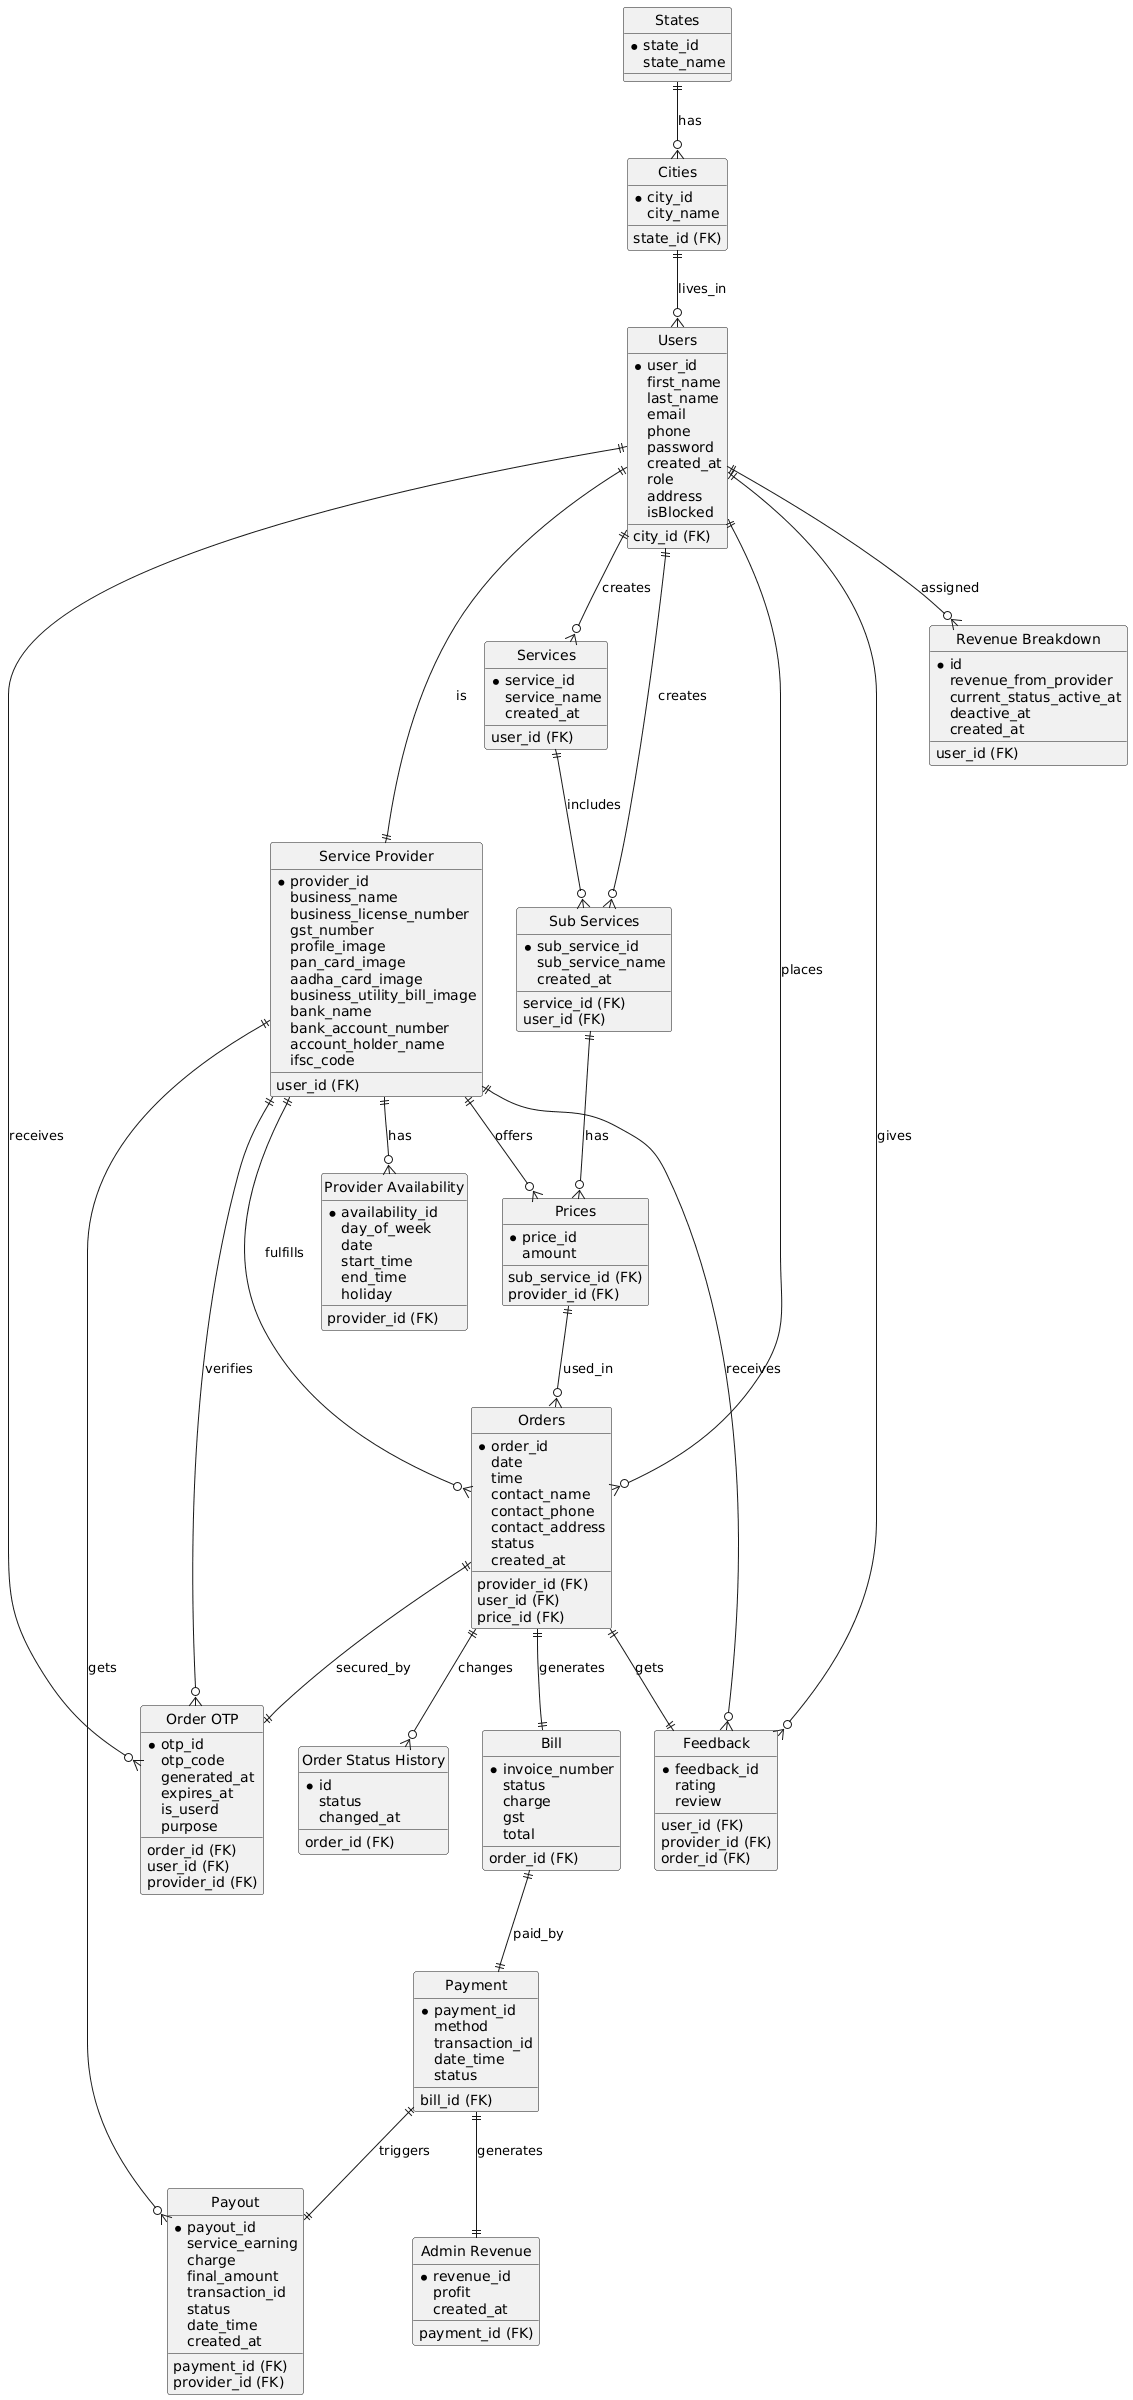 States
state_id
state_name
has
Cities
city_id
city_name
state_id (FK)
lives_in
Users
user_id
first_name
last_name
email
phone
password
created_at
role
address
isBlocked
city_id (FK)
creates
assigned
Services
service_id
service_name
created_at
user_id (FK)
is
creates
Revenue Breakdown
id
revenue_from_provider
current_status_active_at
deactive_at
created_at
user_id (FK)
includes
Service Provider
provider_id
business_name
business_license_number
gst_number
profile_image
pan_card_image
aadha_card_image
business_utility_bill_image
bank_name
bank_account_number
account_holder_name
ifsc_code
user_id (FK)
Sub Services
sub_service_id
sub_service_name
created_at
service_id (FK)
user_id (FK)
places
receives
has
offers
has
gives
Provider Availability
availability_id
day_of_week
date
start_time
end_time
holiday
provider_id (FK)
Prices
price_id
amount
sub_service_id (FK)
provider_id (FK)
fulfills
verifies
used_in
receives
Orders
order_id
date
time
contact_name
contact_phone
contact_address
status
created_at
provider_id (FK)
user_id (FK)
price_id (FK)
gets
secured_by
changes
generates
gets
Order OTP
otp_id
otp_code
generated_at
expires_at
is_userd
purpose
order_id (FK)
user_id (FK)
provider_id (FK)
Order Status History
id
status
changed_at
order_id (FK)
Bill
invoice_number
status
charge
gst
total
order_id (FK)
Feedback
feedback_id
rating
review
user_id (FK)
provider_id (FK)
order_id (FK)
paid_by
Payment
payment_id
method
transaction_id
date_time
status
bill_id (FK)
triggers
generates
Payout
payout_id
service_earning
charge
final_amount
transaction_id
status
date_time
created_at
payment_id (FK)
provider_id (FK)
Admin Revenue
revenue_id
profit
created_at
payment_id (FK)